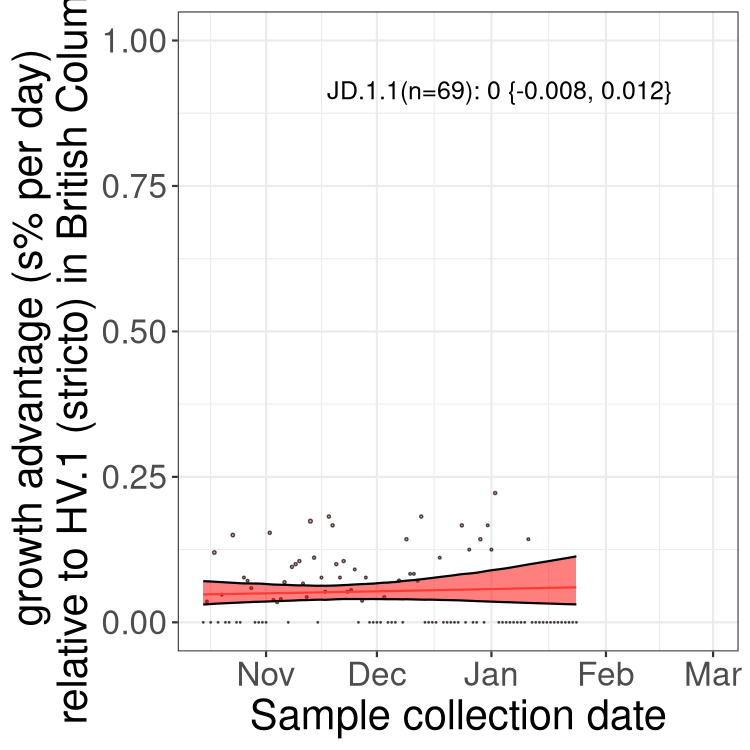 growth advantage (s% per day)
relative to HV.1 (stricto) in British Colum
1.00
0.75
0.50
0.25
0.00
JD.1.1(n=69): 0 {-0.008, 0.012}
Nov Dec Jan Feb Mar
Sample collection date